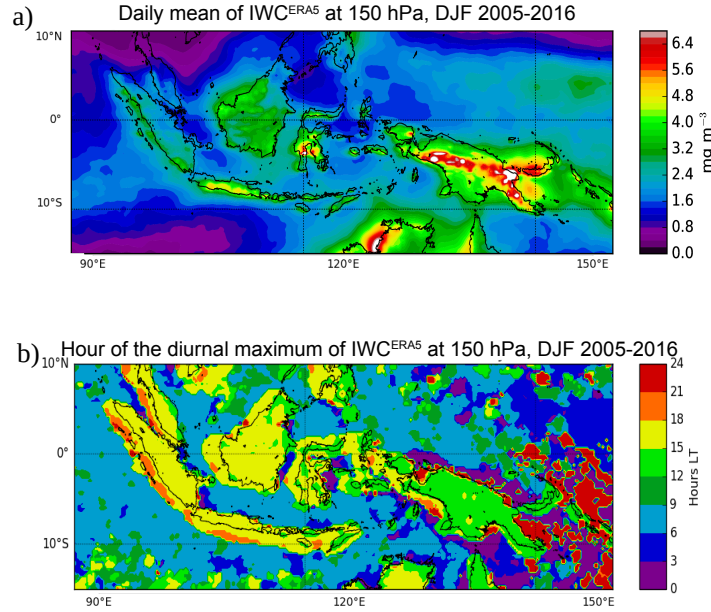 a)
Daily mean of IWC^ERA5 at 150 hPa, DJF 2005-2016
10°N
0°
10°S
90°E
120°E
150°E
6.4
5.6
4.8
4.0
3.2
2.4
1.6
0.8
0.0
mg m⁻³
b)
Hour of the diurnal maximum of IWC^ERA5 at 150 hPa, DJF 2005-2016
10°N
0°
10°S
90°E
120°E
150°E
24
21
18
15
12
9
6
3
0
Hours LT